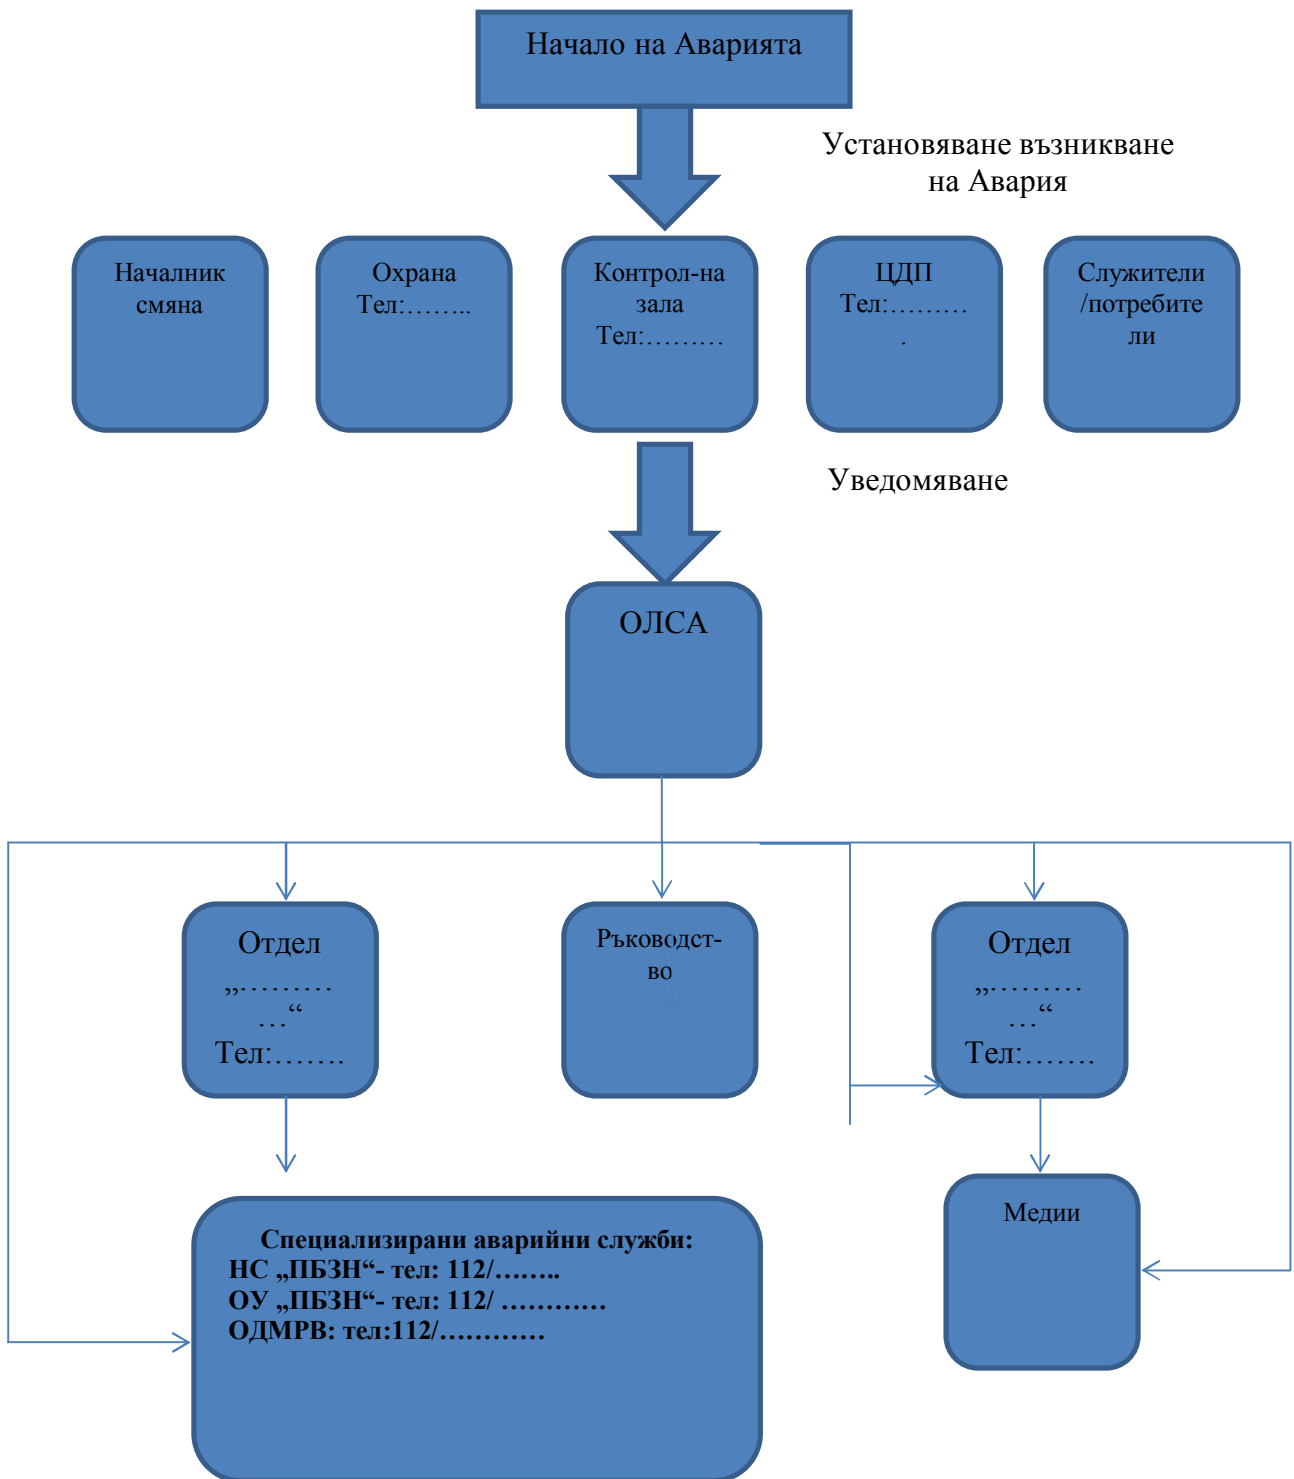 Начало на Аварията
Установяване възникване
на Авария
Началник
смяна
Охрана
Тел:……..
Контрол-на
зала
Тел:………
ЦДП
Тел:………
.
Служители
/потребите
ли
Уведомяване
ОЛСА
Отдел
„………
…“
Тел:…….
Ръководст-
во
Отдел
„………
…“
Тел:…….
Медии
Специализирани аварийни служби:
НС „ПБЗН“- тел: 112/……..
ОУ „ПБЗН“- тел: 112/ …………
ОДМРВ: тел:112/…………